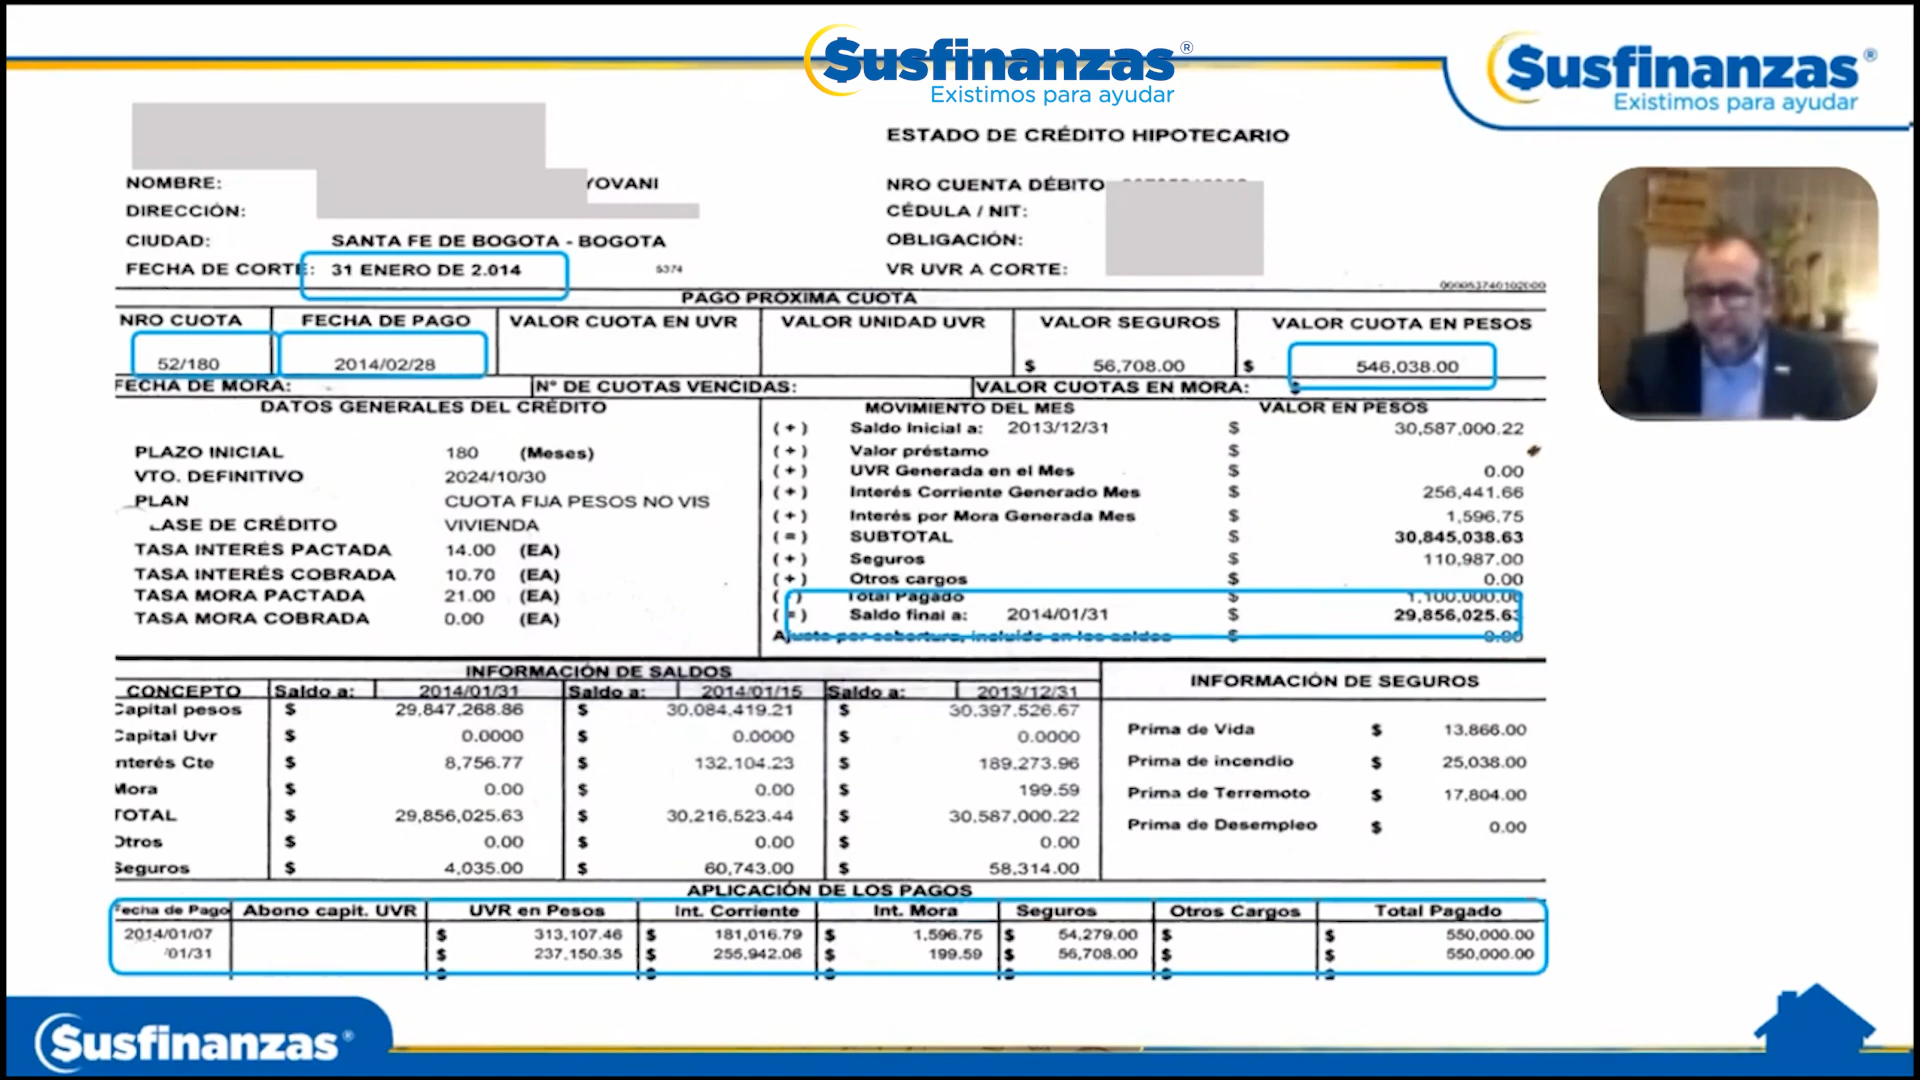 Susfinanzas®
Existimos para ayudar
Susfinanzas®
Existimos para ayudar
ESTADO DE CRÉDITO HIPOTECARIO
NOMBRE: YOVANI
DIRECCIÓN:
CIUDAD: SANTA FE DE BOGOTA - BOGOTA
FECHA DE CORTE: 31 ENERO DE 2.014 5374
NRO CUENTA DÉBITO
CÉDULA / NIT:
OBLIGACIÓN:
VR UVR A CORTE:
PAGO PRÓXIMA CUOTA
NRO CUOTA FECHA DE PAGO VALOR CUOTA EN UVR VALOR UNIDAD UVR VALOR SEGUROS VALOR CUOTA EN PESOS
52/180 2014/02/28 $ 56,708.00 $ 546,038.00
FECHA DE MORA: N° DE CUOTAS VENCIDAS: VALOR CUOTAS EN MORA: $
DATOS GENERALES DEL CRÉDITO
PLAZO INICIAL 180 (Meses)
VTO. DEFINITIVO 2024/10/30
PLAN CUOTA FIJA PESOS NO VIS
LASE DE CRÉDITO VIVIENDA
TASA INTERÉS PACTADA 14.00 (EA)
TASA INTERÉS COBRADA 10.70 (EA)
TASA MORA PACTADA 21.00 (EA)
TASA MORA COBRADA 0.00 (EA)
MOVIMIENTO DEL MES VALOR EN PESOS
(+) Saldo Inicial a: 2013/12/31 $ 30,587,000.22
(+) Valor préstamo $
(+) UVR Generada en el Mes $ 0.00
(+) Interés Corriente Generado Mes $ 256,441.66
(+) Interés por Mora Generada Mes $ 1,596.75
(=) SUBTOTAL $ 30,845,038.63
(+) Seguros $ 110,987.00
(+) Otros cargos $ 0.00
( ) Total Pagado $ 1,100,000.00
(=) Saldo final a: 2014/01/31 $ 29,856,025.63
Ajuste por cobertura, incluido en los saldos $ 0.00
INFORMACIÓN DE SALDOS
CONCEPTO Saldo a: 2014/01/31 Saldo a: 2014/01/15 Saldo a: 2013/12/31
Capital pesos $ 29,847,268.86 $ 30,084,419.21 $ 30,397,526.67
Capital Uvr $ 0.0000 $ 0.0000 $ 0.0000
nterés Cte $ 8,756.77 $ 132,104.23 $ 189,273.96
Mora $ 0.00 $ 0.00 $ 199.59
TOTAL $ 29,856,025.63 $ 30,216,523.44 $ 30,587,000.22
Otros $ 0.00 $ 0.00 $ 0.00
Seguros $ 4,035.00 $ 60,743.00 $ 58,314.00
INFORMACIÓN DE SEGUROS
Prima de Vida $ 13,866.00
Prima de incendio $ 25,038.00
Prima de Terremoto $ 17,804.00
Prima de Desempleo $ 0.00
APLICACIÓN DE LOS PAGOS
Fecha de Pago Abono capit. UVR UVR en Pesos Int. Corriente Int. Mora Seguros Otros Cargos Total Pagado
2014/01/07 $ 313,107.46 $ 181,016.79 $ 1,596.75 $ 54,279.00 $ $ 550,000.00
/01/31 $ 237,150.35 $ 255,942.06 $ 199.59 $ 56,708.00 $ $ 550,000.00
Susfinanzas®